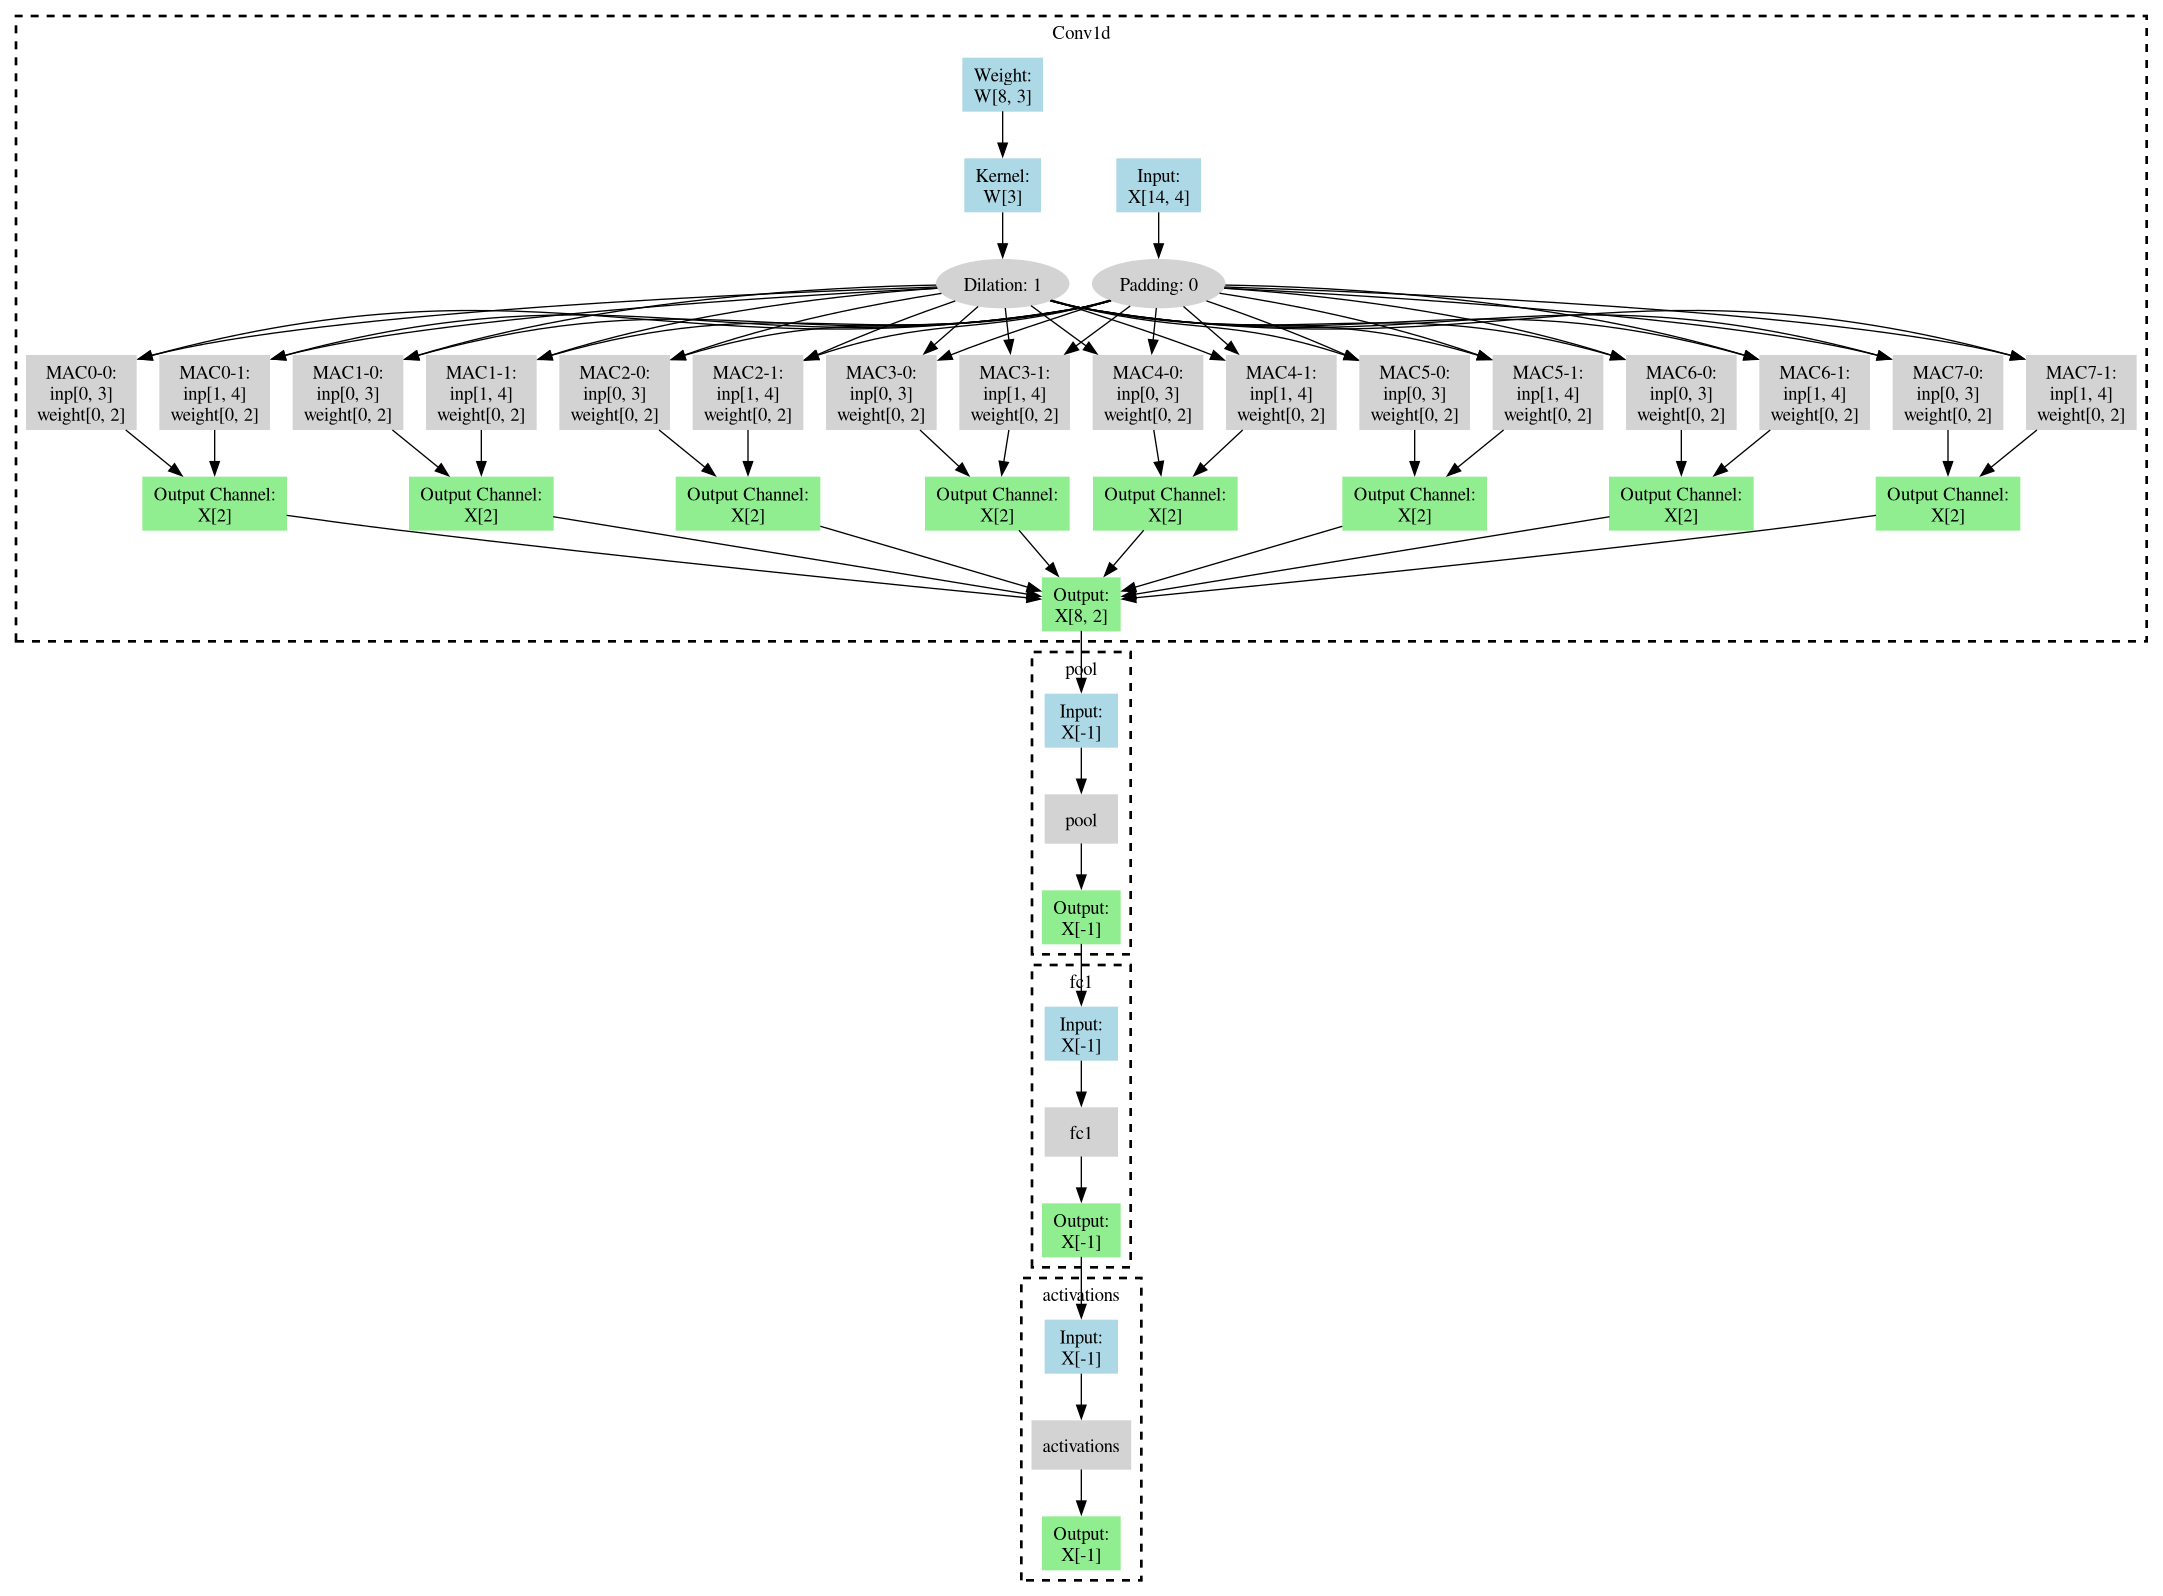 Conv1d
Weight:
W[8, 3]
Kernel:
W[3]
Input:
X[14, 4]
Dilation: 1
Padding: 0
MAC0-0:
inp[0, 3]
weight[0, 2]
MAC0-1:
inp[1, 4]
weight[0, 2]
MAC1-0:
inp[0, 3]
weight[0, 2]
MAC1-1:
inp[1, 4]
weight[0, 2]
MAC2-0:
inp[0, 3]
weight[0, 2]
MAC2-1:
inp[1, 4]
weight[0, 2]
MAC3-0:
inp[0, 3]
weight[0, 2]
MAC3-1:
inp[1, 4]
weight[0, 2]
MAC4-0:
inp[0, 3]
weight[0, 2]
MAC4-1:
inp[1, 4]
weight[0, 2]
MAC5-0:
inp[0, 3]
weight[0, 2]
MAC5-1:
inp[1, 4]
weight[0, 2]
MAC6-0:
inp[0, 3]
weight[0, 2]
MAC6-1:
inp[1, 4]
weight[0, 2]
MAC7-0:
inp[0, 3]
weight[0, 2]
MAC7-1:
inp[1, 4]
weight[0, 2]
Output Channel:
X[2]
Output Channel:
X[2]
Output Channel:
X[2]
Output Channel:
X[2]
Output Channel:
X[2]
Output Channel:
X[2]
Output Channel:
X[2]
Output Channel:
X[2]
Output:
X[8, 2]
pool
Input:
X[-1]
pool
Output:
X[-1]
fc1
Input:
X[-1]
fc1
Output:
X[-1]
activations
Input:
X[-1]
activations
Output:
X[-1]